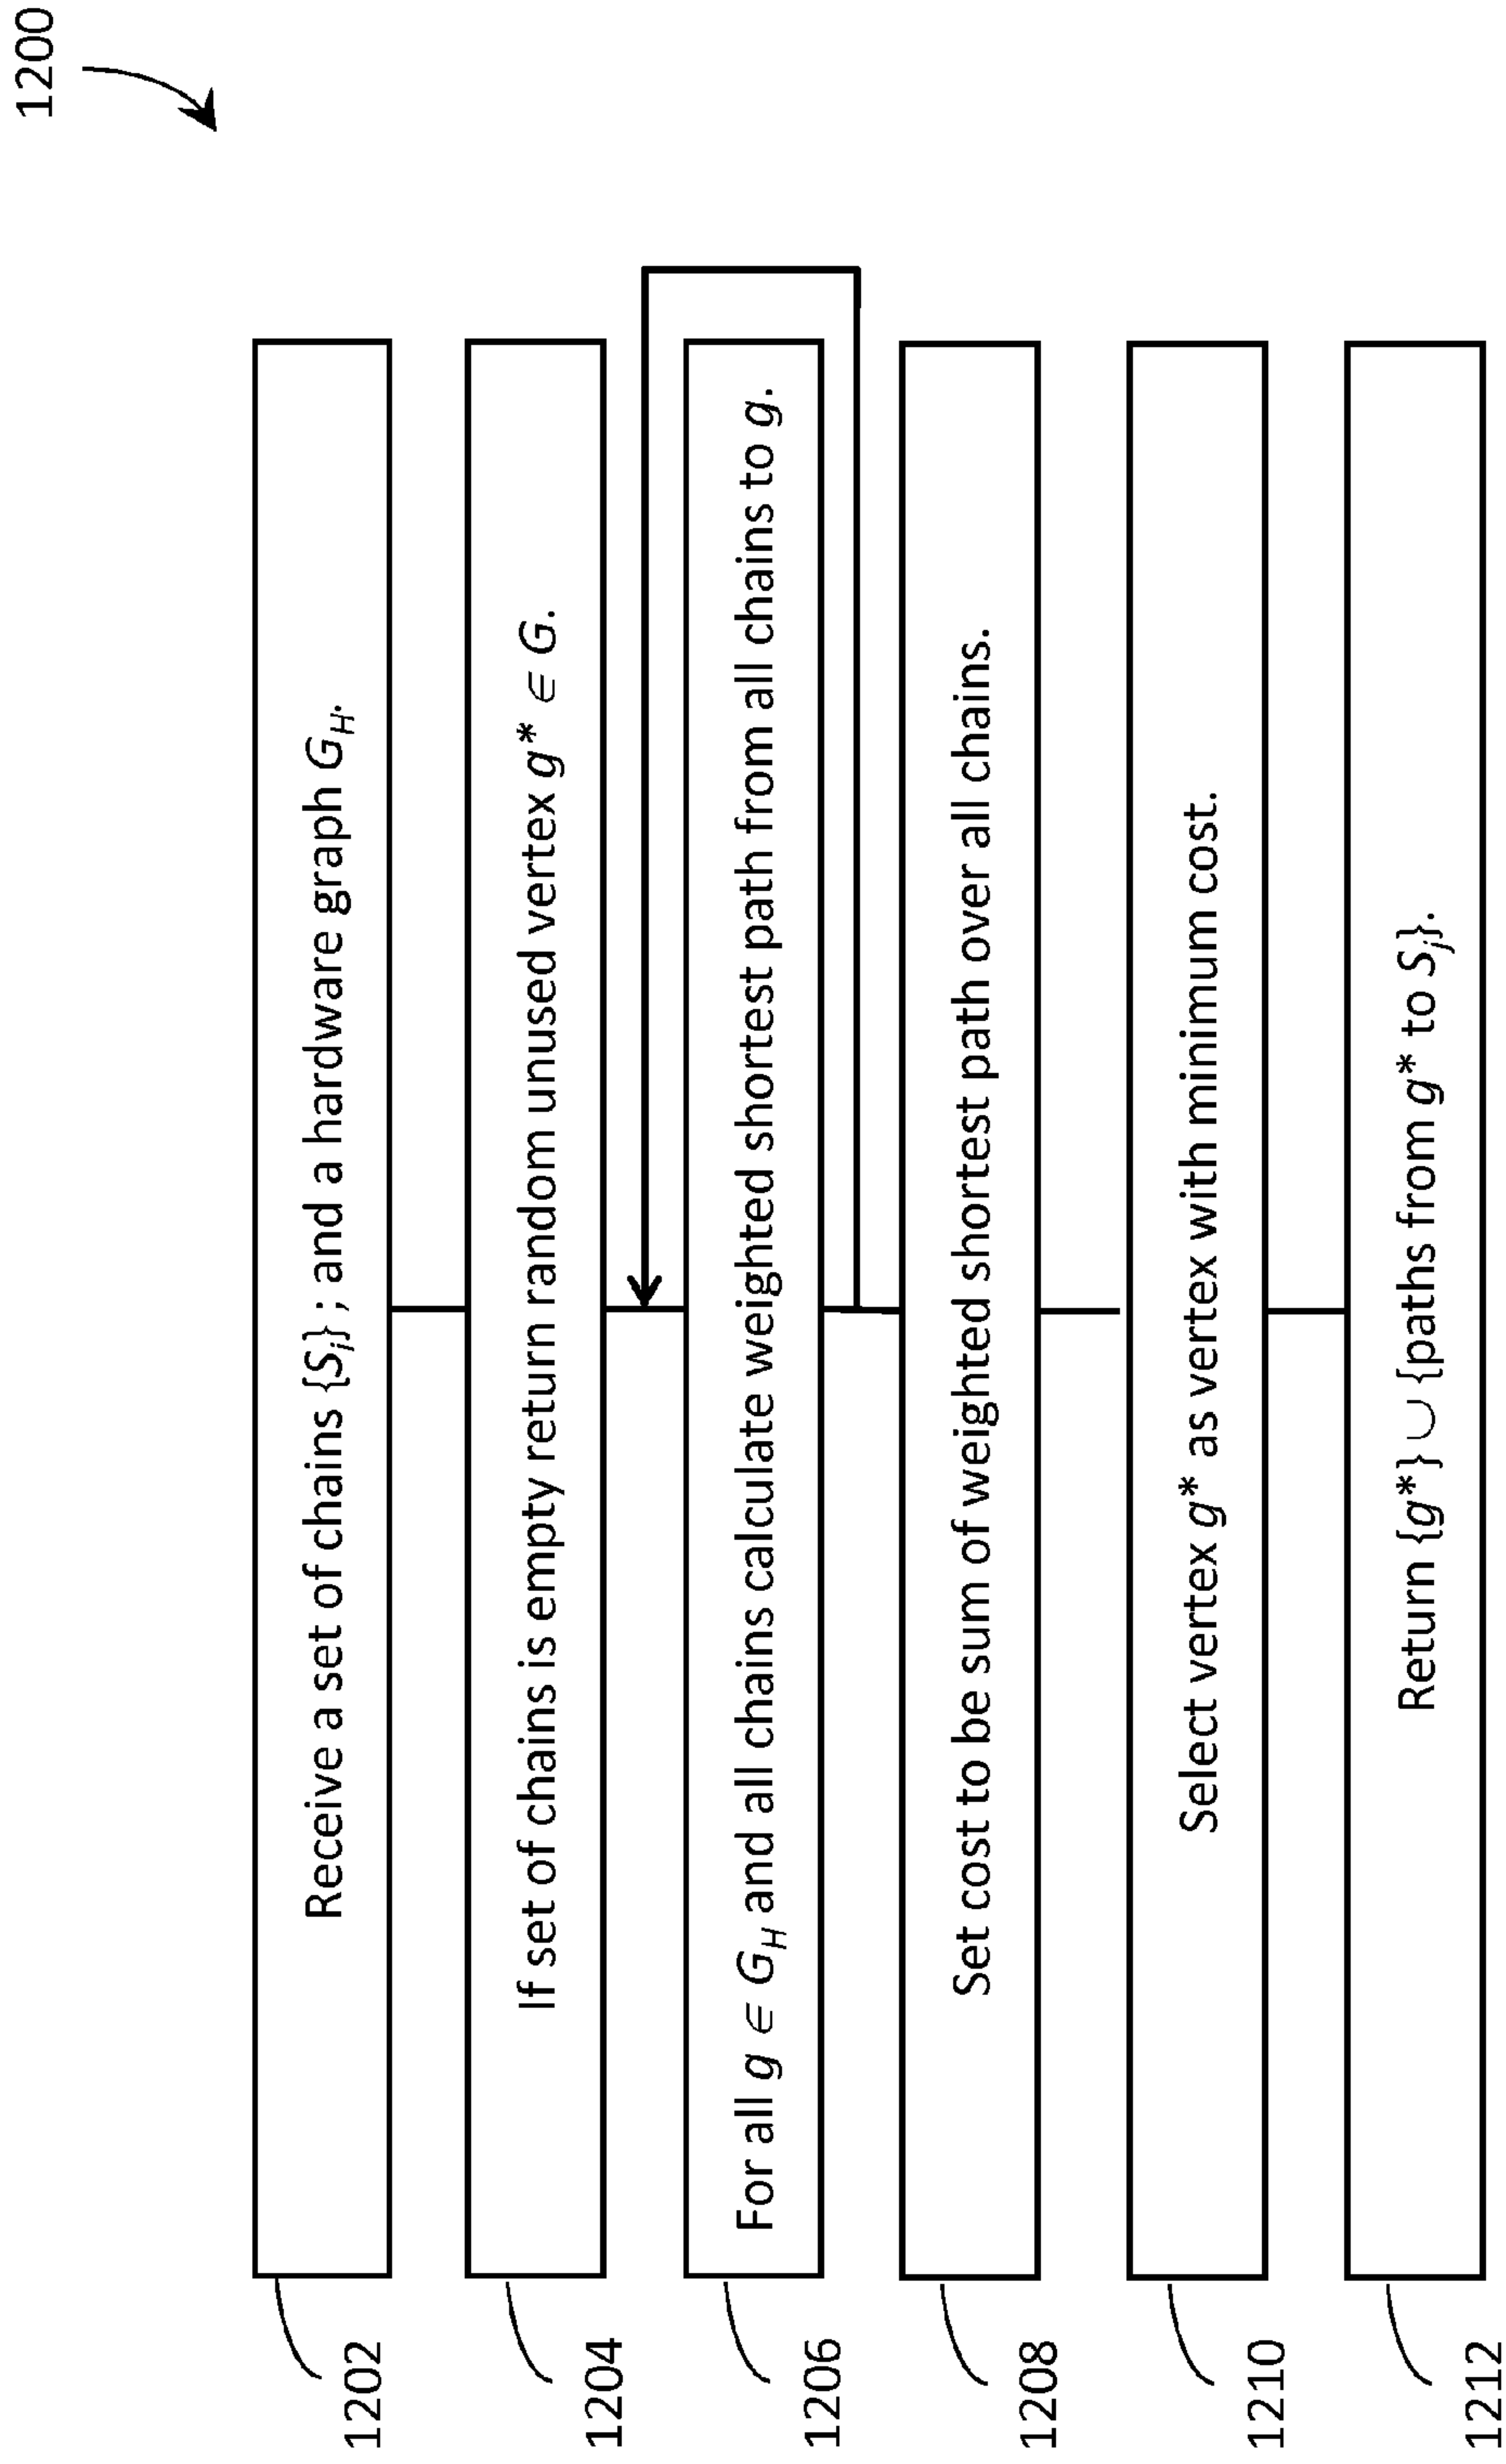 1200
1202
Receive a set of chains {Sᵢ} ; and a hardware graph G_H.
1204
If set of chains is empty return random unused vertex g* ∈ G.
1206
For all g ∈ G_H and all chains calculate weighted shortest path from all chains to g.
1208
Set cost to be sum of weighted shortest path over all chains.
1210
Select vertex g* as vertex with minimum cost.
1212
Return {g*} ∪ {paths from g* to Sⱼ}.